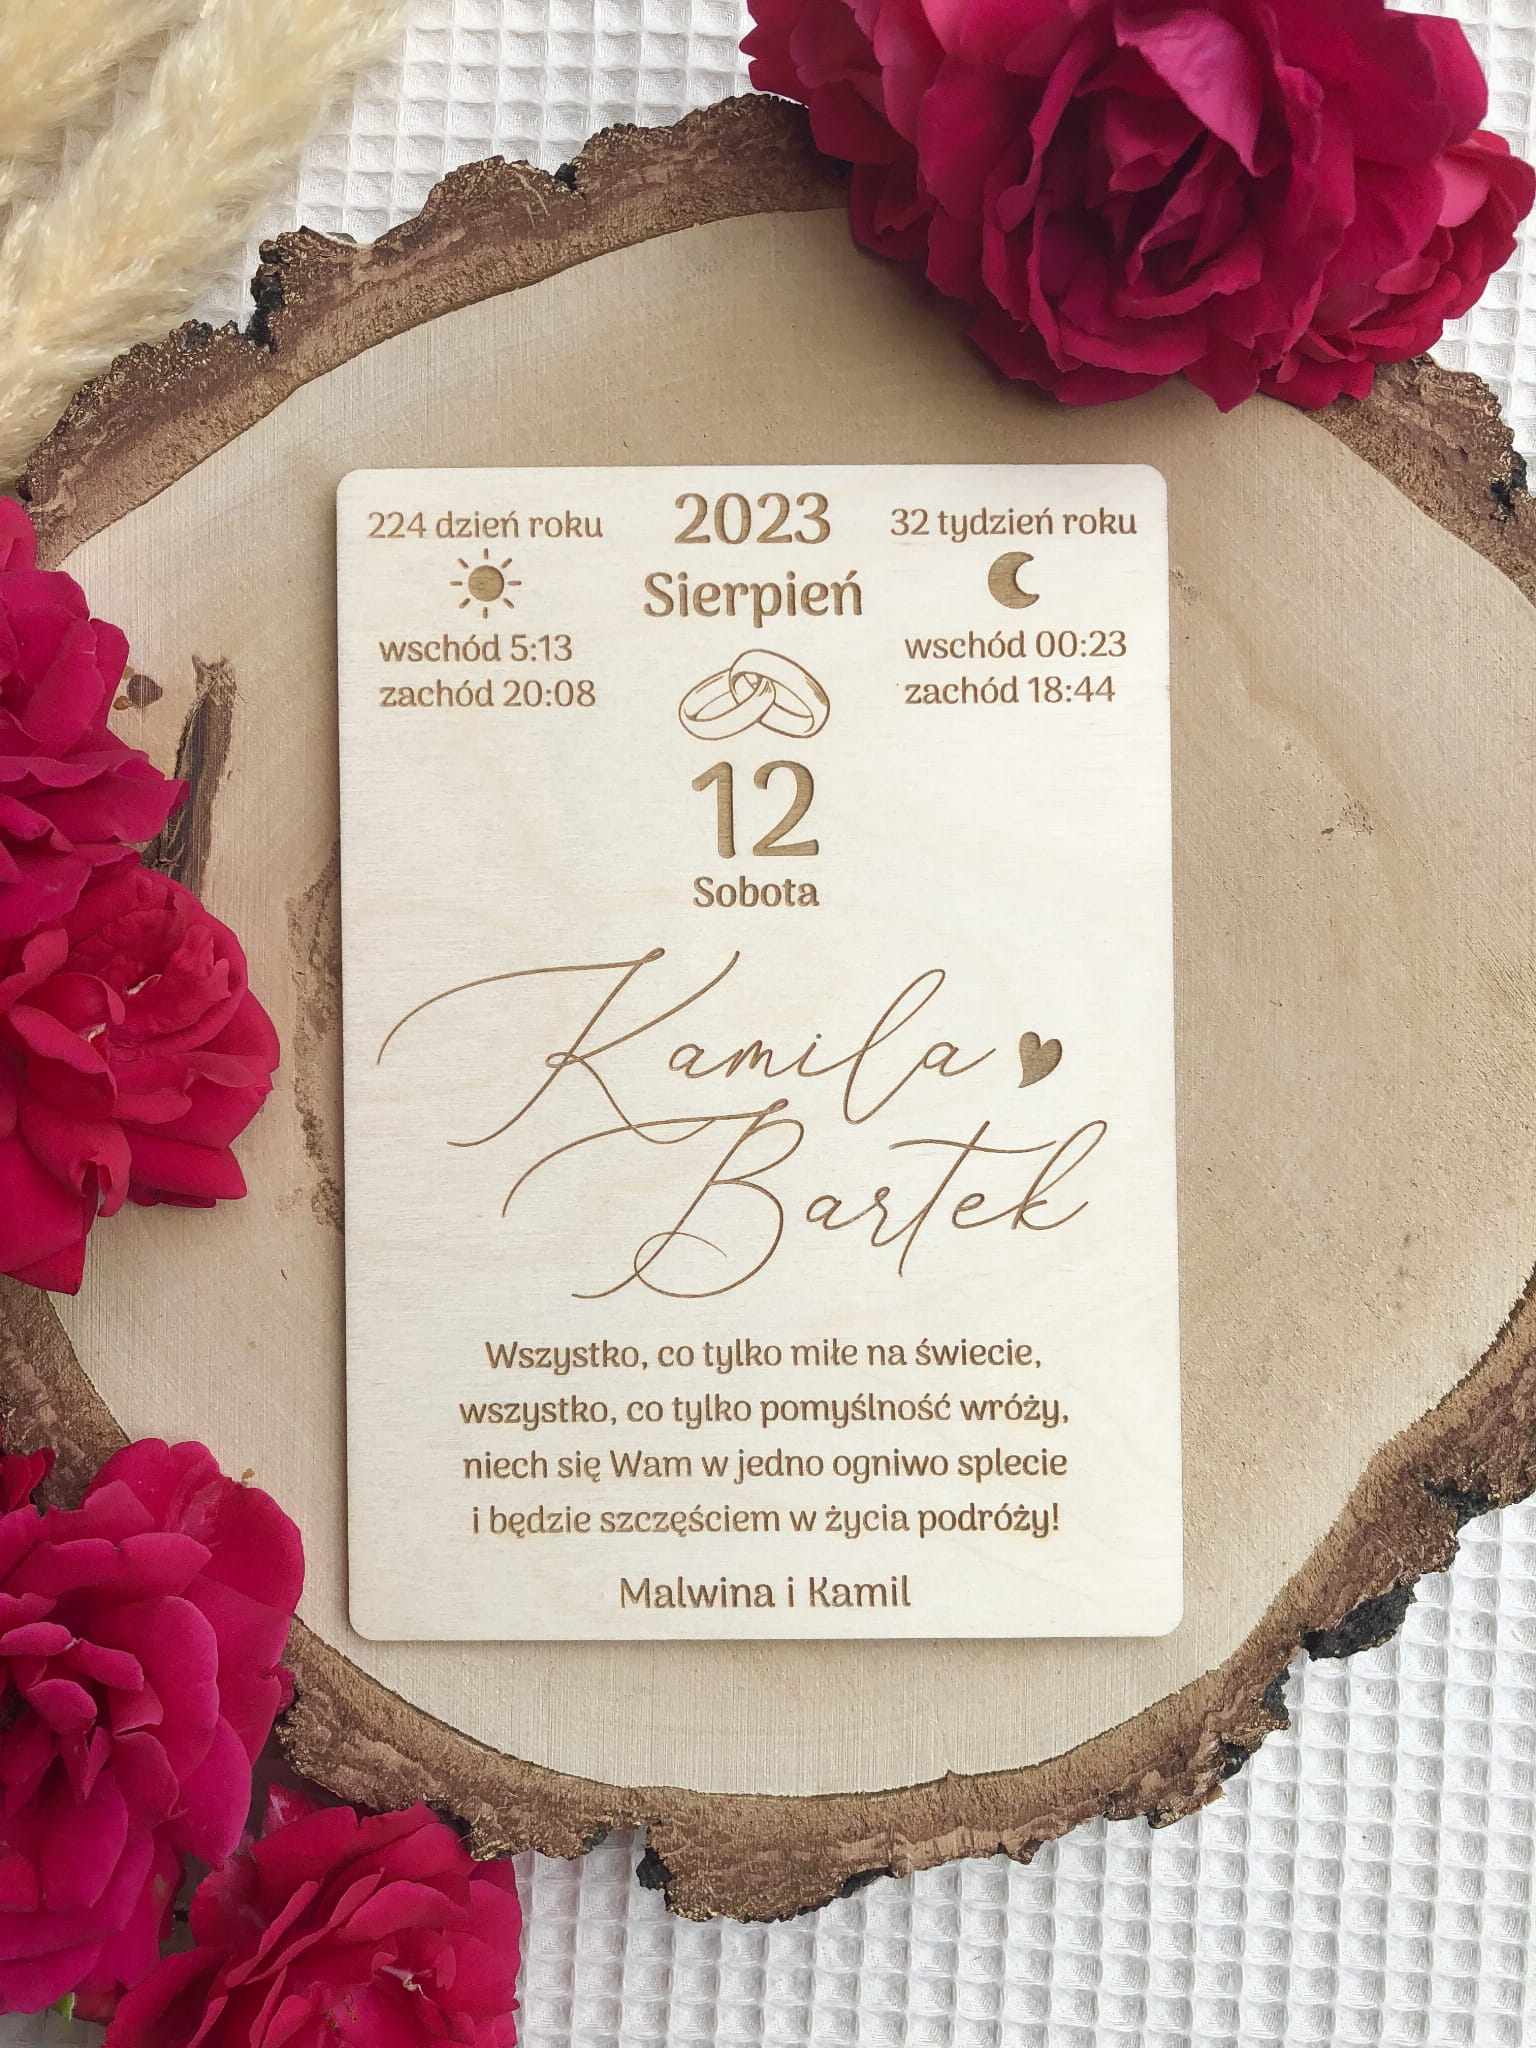 224 dzień roku
wschód 5:13
zachód 20:08
2023
Sierpień
32 tydzień roku
wschód 00:23
zachód 18:44
12
Sobota
Kamila
Bartek
Wszystko, co tylko miłe na świecie,
wszystko, co tylko pomyślność wróży,
niech się Wam w jedno ogniwo splecie
i będzie szczęściem w życia podróży!
Malwina i Kamil